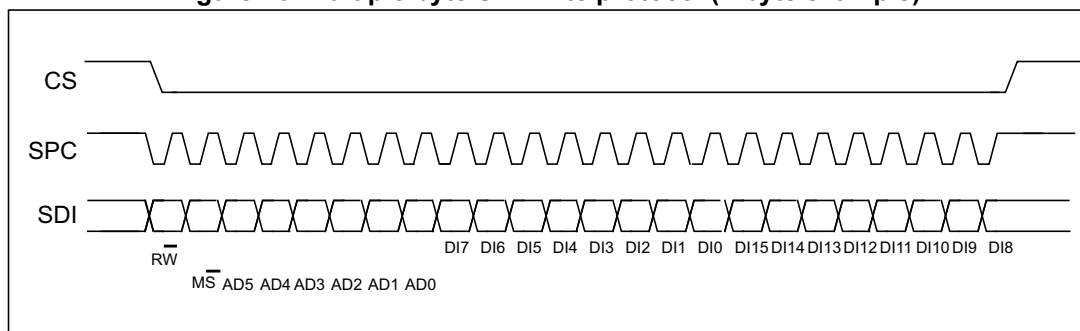 CS
SPC
SDI
DI7 DI6 DI5 DI4 DI3 DI2 DI1 DI0 DI15 DI14 DI13 DI12 DI11 DI10 DI9 DI8
RW
MS AD5 AD4 AD3 AD2 AD1 AD0